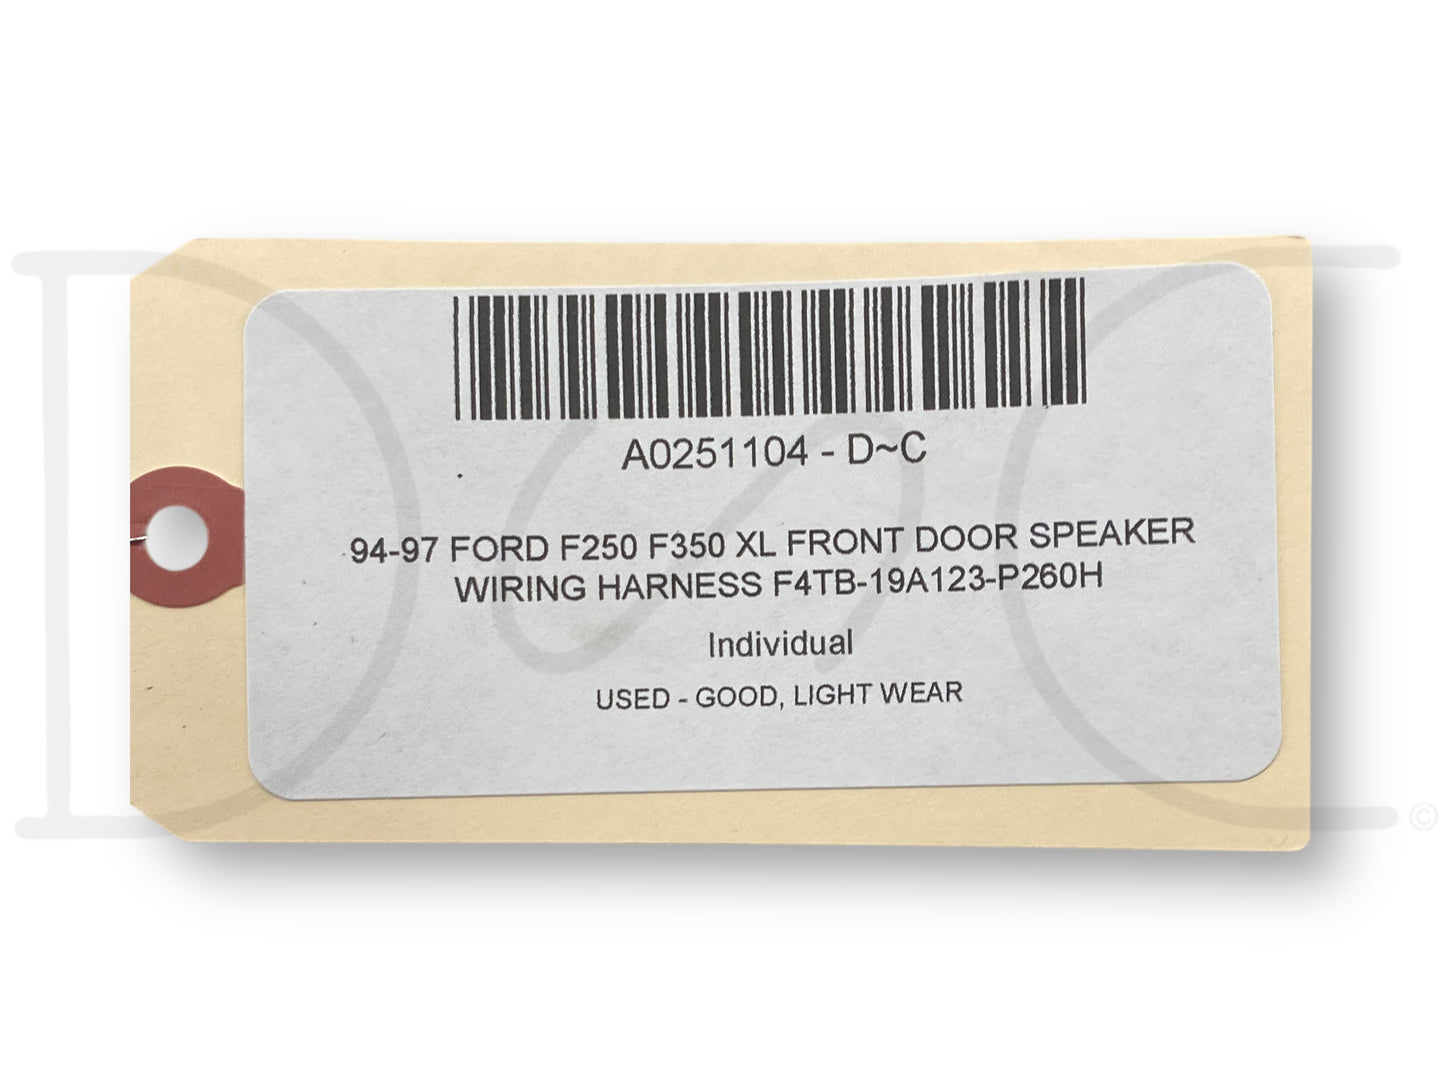 A0251104 - D~C
94-97 FORD F250 F350 XL FRONT DOOR SPEAKER
WIRING HARNESS F4TB-19A123-P260H
Individual
USED - GOOD, LIGHT WEAR
©